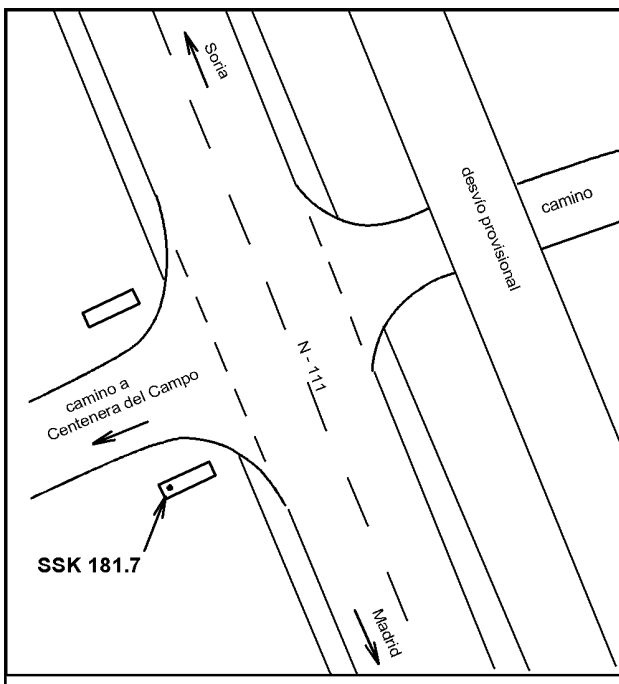 Soria
desvío provisional
camino
N - 111
camino a
Centenera del Campo
SSK 181.7
Madrid